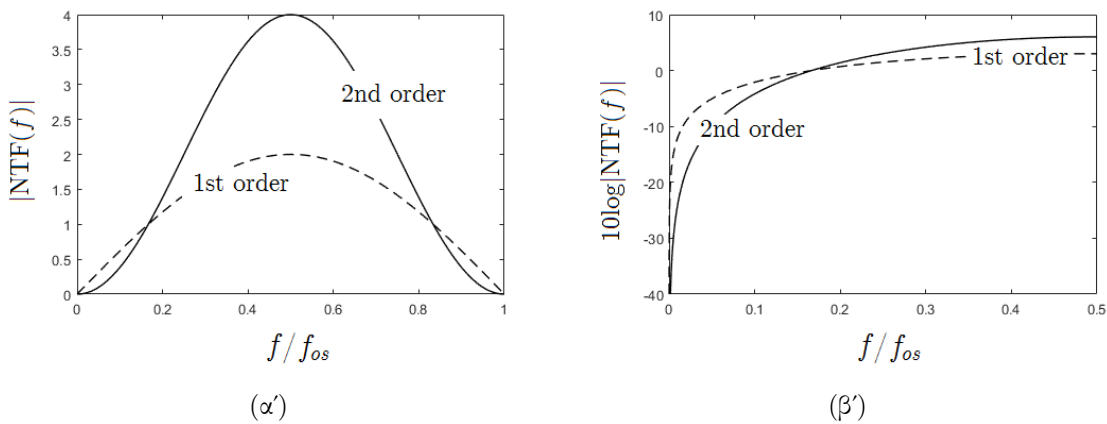 4
3.5
3
2.5
2
1.5
1
0.5
0
|NTF(f)|
2nd order
1st order
0 0.2 0.4 0.6 0.8 1
f/f_os
(α′)
10
0
-10
-20
-30
-40
10log|NTF(f)|
1st order
2nd order
0 0.1 0.2 0.3 0.4 0.5
f/f_os
(β′)